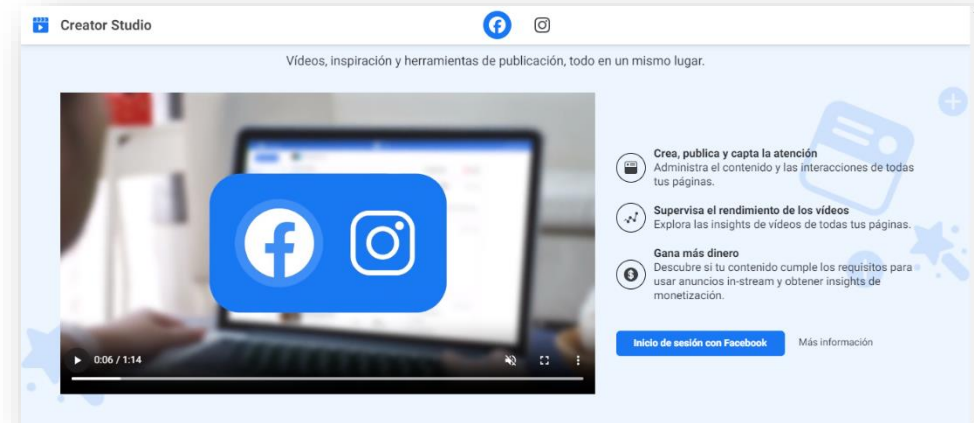 Creator Studio
Vídeos, inspiración y herramientas de publicación, todo en un mismo lugar.
Crea, publica y capta la atención
Administra el contenido y las interacciones de todas
tus páginas.
Supervisa el rendimiento de los vídeos
Explora las insights de vídeos de todas tus páginas.
Gana más dinero
Descubre si tu contenido cumple los requisitos para
usar anuncios in-stream y obtener insights de
monetización.
Inicio de sesión con Facebook Más información
0:06 / 1:14